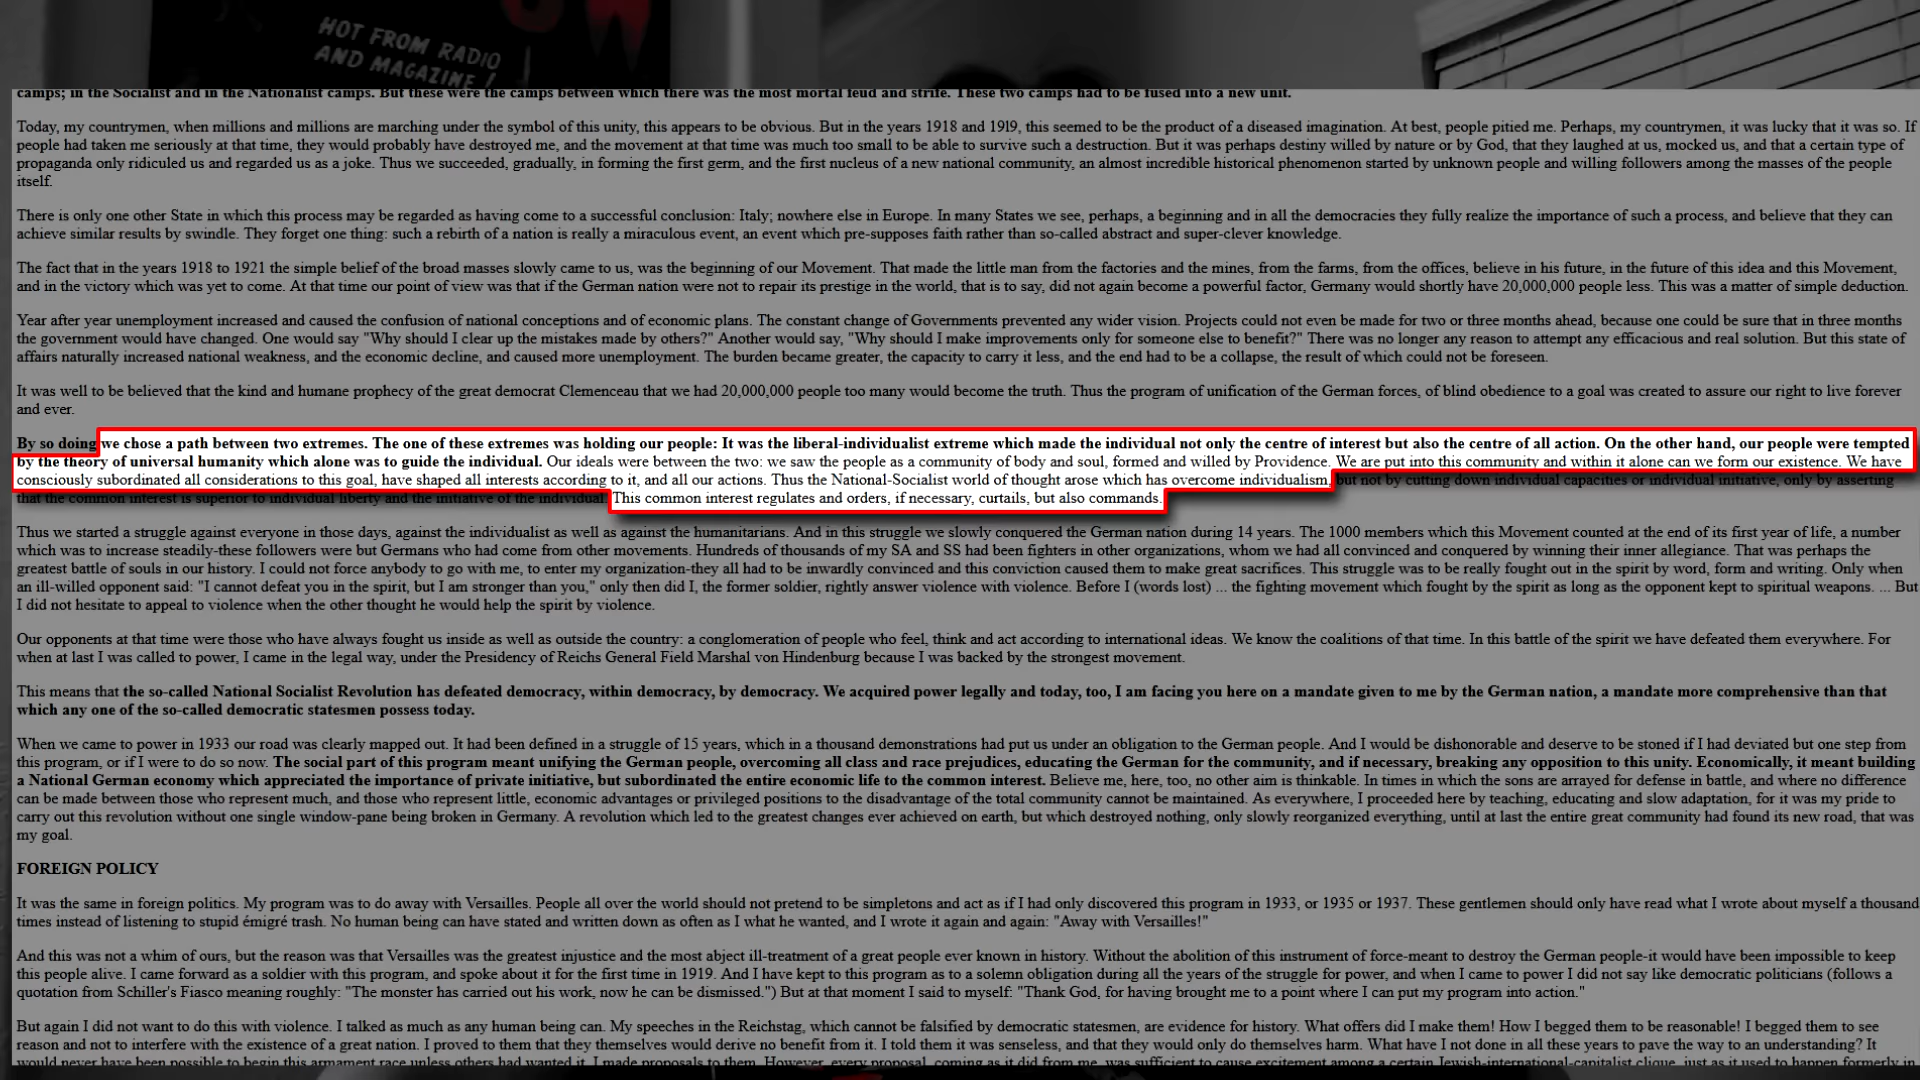 HOT FROM RADIO
AND MAGAZINE!
camps; in the Socialist and in the Nationalist camps. But these were the camps between which there was the most mortal feud and strife. These two camps had to be fused into a new unit.
Today, my countrymen, when millions and millions are marching under the symbol of this unity, this appears to be obvious. But in the years 1918 and 1919, this seemed to be the product of a diseased imagination. At best, people pitied me. Perhaps, my countrymen, it was lucky that it was so. If
people had taken me seriously at that time, they would probably have destroyed me, and the movement at that time was much too small to be able to survive such a destruction. But it was perhaps destiny willed by nature or by God, that they laughed at us, mocked us, and that a certain type of
propaganda only ridiculed us and regarded us as a joke. Thus we succeeded, gradually, in forming the first germ, and the first nucleus of a new national community, an almost incredible historical phenomenon started by unknown people and willing followers among the masses of the people
itself.
There is only one other State in which this process may be regarded as having come to a successful conclusion: Italy; nowhere else in Europe. In many States we see, perhaps, a beginning and in all the democracies they fully realize the importance of such a process, and believe that they can
achieve similar results by swindle. They forget one thing: such a rebirth of a nation is really a miraculous event, an event which pre-supposes faith rather than so-called abstract and super-clever knowledge.
The fact that in the years 1918 to 1921 the simple belief of the broad masses slowly came to us, was the beginning of our Movement. That made the little man from the factories and the mines, from the farms, from the offices, believe in his future, in the future of this idea and this Movement,
and in the victory which was yet to come. At that time our point of view was that if the German nation were not to repair its prestige in the world, that is to say, did not again become a powerful factor, Germany would shortly have 20,000,000 people less. This was a matter of simple deduction.
Year after year unemployment increased and caused the confusion of national conceptions and of economic plans. The constant change of Governments prevented any wider vision. Projects could not even be made for two or three months ahead, because one could be sure that in three months
the government would have changed. One would say "Why should I clear up the mistakes made by others?" Another would say, "Why should I make improvements only for someone else to benefit?" There was no longer any reason to attempt any efficacious and real solution. But this state of
affairs naturally increased national weakness, and the economic decline, and caused more unemployment. The burden became greater, the capacity to carry it less, and the end had to be a collapse, the result of which could not be foreseen.
It was well to be believed that the kind and humane prophecy of the great democrat Clemenceau that we had 20,000,000 people too many would become the truth. Thus the program of unification of the German forces, of blind obedience to a goal was created to assure our right to live forever
and ever.
By so doing we chose a path between two extremes. The one of these extremes was holding our people: It was the liberal-individualist extreme which made the individual not only the centre of interest but also the centre of all action. On the other hand, our people were tempted
by the theory of universal humanity which alone was to guide the individual. Our ideals were between the two: we saw the people as a community of body and soul, formed and willed by Providence. We are put into this community and within it alone can we form our existence. We have
consciously subordinated all considerations to this goal, have shaped all interests according to it, and all our actions. Thus the National-Socialist world of thought arose which has overcome individualism, but not by cutting down individual capacities or individual initiative, only by asserting
that the common interest is superior to individual liberty and the initiative of the individual. This common interest regulates and orders, if necessary, curtails, but also commands.
Thus we started a struggle against everyone in those days, against the individualist as well as against the humanitarians. And in this struggle we slowly conquered the German nation during 14 years. The 1000 members which this Movement counted at the end of its first year of life, a number
which was to increase steadily-these followers were but Germans who had come from other movements. Hundreds of thousands of my SA and SS had been fighters in other organizations, whom we had all convinced and conquered by winning their inner allegiance. That was perhaps the
greatest battle of souls in our history. I could not force anybody to go with me, to enter my organization-they all had to be inwardly convinced and this conviction caused them to make great sacrifices. This struggle was to be really fought out in the spirit by word, form and writing. Only when
an ill-willed opponent said: "I cannot defeat you in the spirit, but I am stronger than you," only then did I, the former soldier, rightly answer violence with violence. Before I (words lost) ... the fighting movement which fought by the spirit as long as the opponent kept to spiritual weapons. ... But
I did not hesitate to appeal to violence when the other thought he would help the spirit by violence.
Our opponents at that time were those who have always fought us inside as well as outside the country: a conglomeration of people who feel, think and act according to international ideas. We know the coalitions of that time. In this battle of the spirit we have defeated them everywhere. For
when at last I was called to power, I came in the legal way, under the Presidency of Reichs General Field Marshal von Hindenburg because I was backed by the strongest movement.
This means that the so-called National Socialist Revolution has defeated democracy, within democracy, by democracy. We acquired power legally and today, too, I am facing you here on a mandate given to me by the German nation, a mandate more comprehensive than that
which any one of the so-called democratic statesmen possess today.
When we came to power in 1933 our road was clearly mapped out. It had been defined in a struggle of 15 years, which in a thousand demonstrations had put us under an obligation to the German people. And I would be dishonorable and deserve to be stoned if I had deviated but one step from
this program, or if I were to do so now. The social part of this program meant unifying the German people, overcoming all class and race prejudices, educating the German for the community, and if necessary, breaking any opposition to this unity. Economically, it meant building
a National German economy which appreciated the importance of private initiative, but subordinated the entire economic life to the common interest. Believe me, here, too, no other aim is thinkable. In times in which the sons are arrayed for defense in battle, and where no difference
can be made between those who represent much, and those who represent little, economic advantages or privileged positions to the disadvantage of the total community cannot be maintained. As everywhere, I proceeded here by teaching, educating and slow adaptation, for it was my pride to
carry out this revolution without one single window-pane being broken in Germany. A revolution which led to the greatest changes ever achieved on earth, but which destroyed nothing, only slowly reorganized everything, until at last the entire great community had found its new road, that was
my goal.
FOREIGN POLICY
It was the same in foreign politics. My program was to do away with Versailles. People all over the world should not pretend to be simpletons and act as if I had only discovered this program in 1933, or 1935 or 1937. These gentlemen should only have read what I wrote about myself a thousand
times instead of listening to stupid émigré trash. No human being can have stated and written down as often as I what he wanted, and I wrote it again and again: "Away with Versailles!"
And this was not a whim of ours, but the reason was that Versailles was the greatest injustice and the most abject ill-treatment of a great people ever known in history. Without the abolition of this instrument of force-meant to destroy the German people-it would have been impossible to keep
this people alive. I came forward as a soldier with this program, and spoke about it for the first time in 1919. And I have kept to this program as to a solemn obligation during all the years of the struggle for power, and when I came to power I did not say like democratic politicians (follows a
quotation from Schiller's Fiasco meaning roughly: "The monster has carried out his work, now he can be dismissed.") But at that moment I said to myself: "Thank God, for having brought me to a point where I can put my program into action."
But again I did not want to do this with violence. I talked as much as any human being can. My speeches in the Reichstag, which cannot be falsified by democratic statesmen, are evidence for history. What offers did I make them! How I begged them to be reasonable! I begged them to see
reason and not to interfere with the existence of a great nation. I proved to them that they themselves would derive no benefit from it. I told them it was senseless, and that they would only do themselves harm. What have I not done in all these years to pave the way to an understanding? It
would never have been possible to begin this armament race unless others had wanted it. I made proposals to them. However, every proposal, coming as it did from me, was sufficient to cause excitement among a certain Jewish-international-capitalist clique, just as it used to happen formerly in